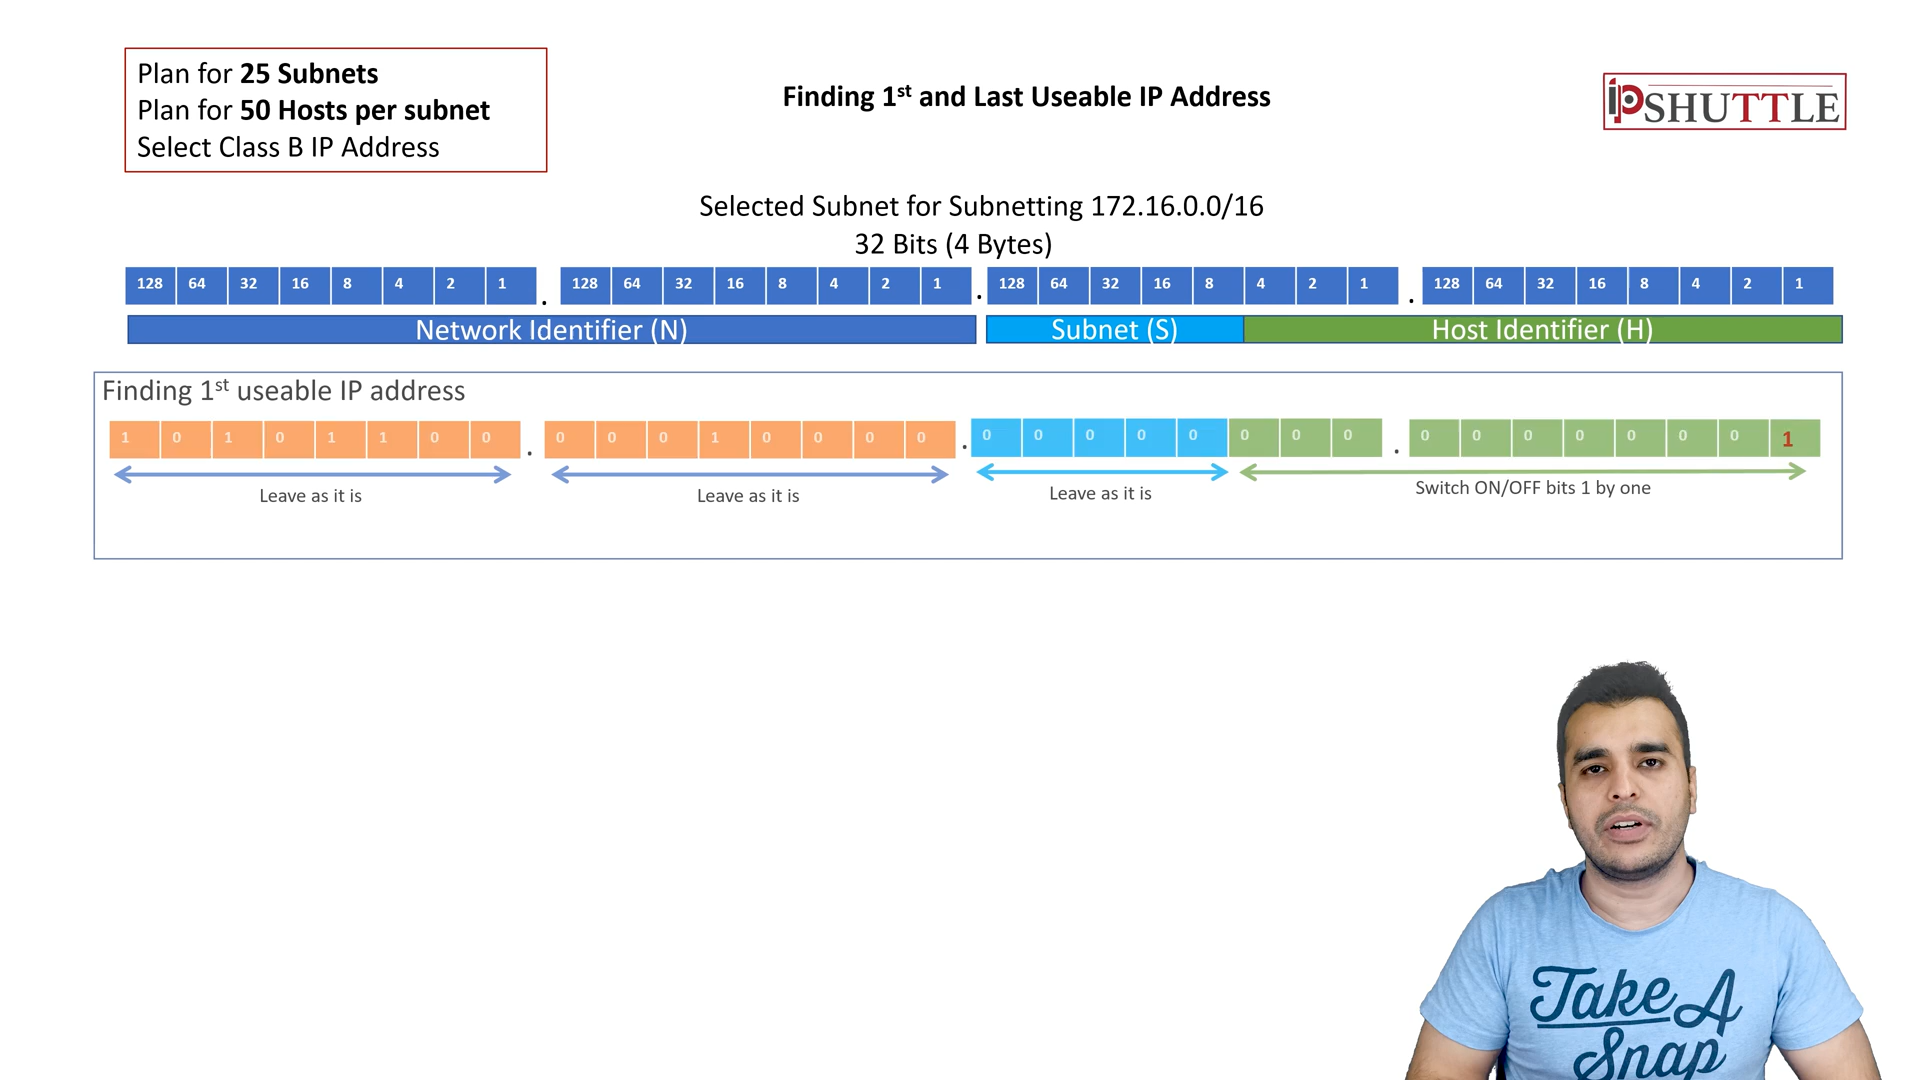 Plan for 25 Subnets
Plan for 50 Hosts per subnet
Select Class B IP Address
Finding 1st and Last Useable IP Address
ipSHUTTLE
Selected Subnet for Subnetting 172.16.0.0/16
32 Bits (4 Bytes)
128 64 32 16 8 4 2 1 . 128 64 32 16 8 4 2 1 . 128 64 32 16 8 4 2 1 . 128 64 32 16 8 4 2 1
Network Identifier (N) Subnet (S) Host Identifier (H)
Finding 1st useable IP address
1 0 1 0 1 1 0 0 . 0 0 0 1 0 0 0 0 . 0 0 0 0 0 0 0 0 . 0 0 0 0 0 0 0 1
Leave as it is Leave as it is Leave as it is Switch ON/OFF bits 1 by one
Take A
Snap